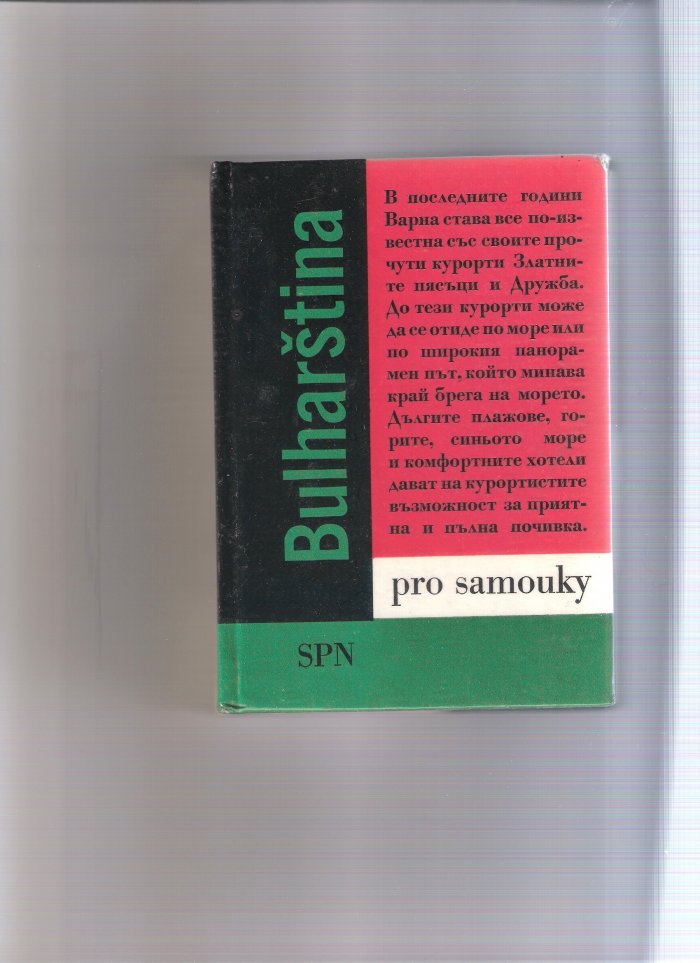 Bulharština
В последните години
Варна става все по-из-
вестна със своите про-
чути курорти Златни-
те пясъци и Дружба.
До тези курорти може
да се отиде по море или
по широкия панора-
мен път, който минава
край брега на морето.
Дългите плажове, го-
рите, синьото море
и комфортните хотели
дават на курортистите
възможност за прият-
на и пълна почивка.
pro samouky
SPN